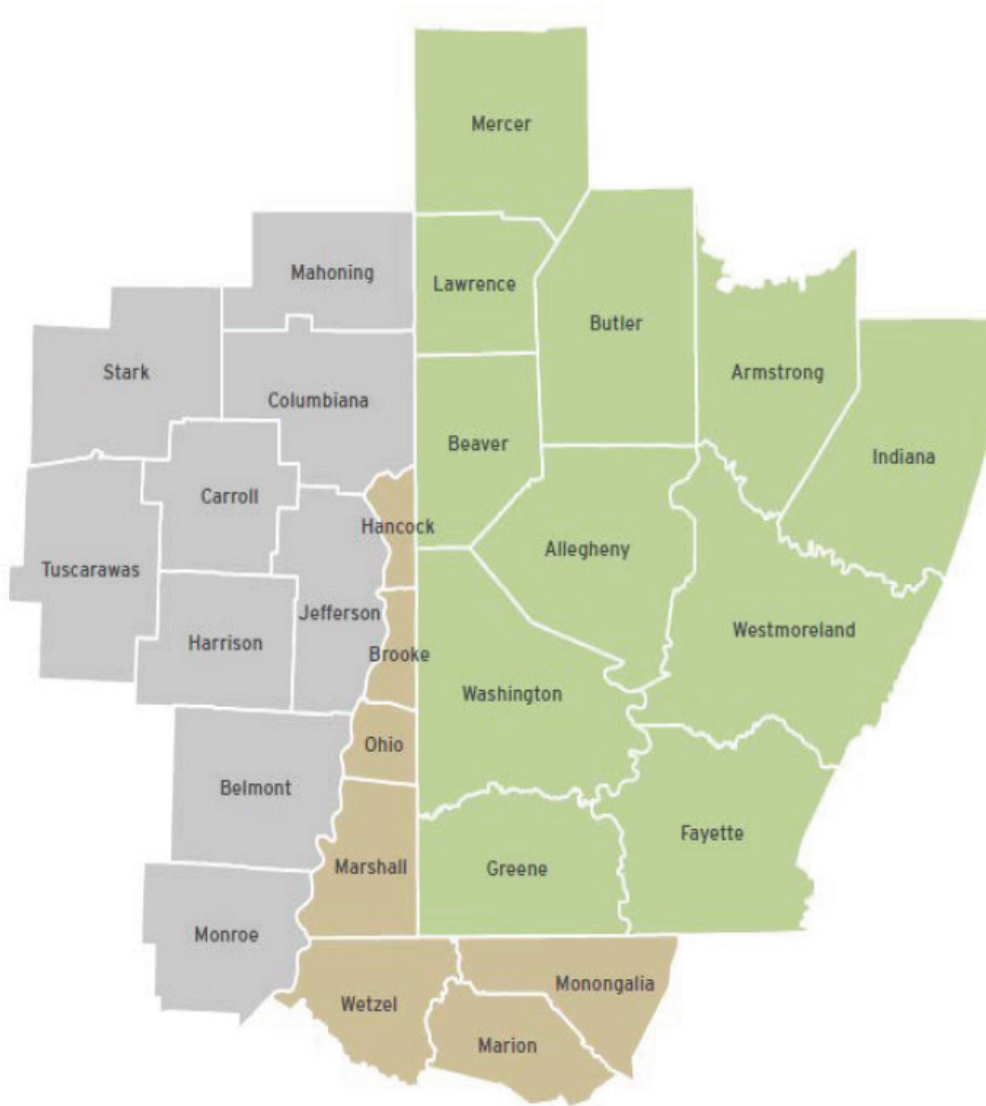 Mercer
Mahoning
Lawrence
Butler
Stark
Armstrong
Columbiana
Beaver
Indiana
Carroll
Hancock
Allegheny
Tuscarawas
Jefferson
Harrison
Westmoreland
Brooke
Washington
Ohio
Belmont
Fayette
Marshall
Greene
Monroe
Monongalia
Wetzel
Marion